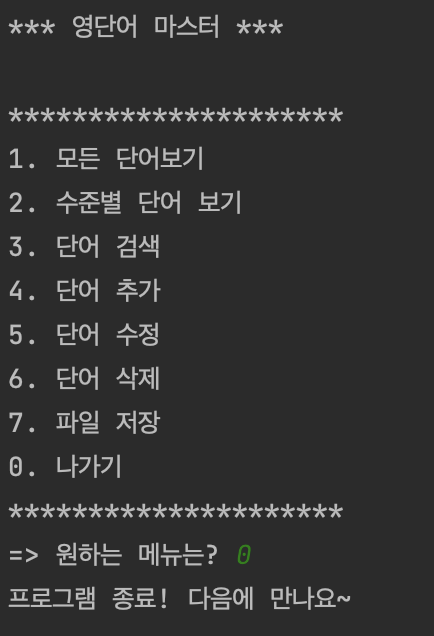 *** 영단어 마스터 ***
*********************
1. 모든 단어보기
2. 수준별 단어 보기
3. 단어 검색
4. 단어 추가
5. 단어 수정
6. 단어 삭제
7. 파일 저장
0. 나가기
*********************
=> 원하는 메뉴는? 0
프로그램 종료! 다음에 만나요~